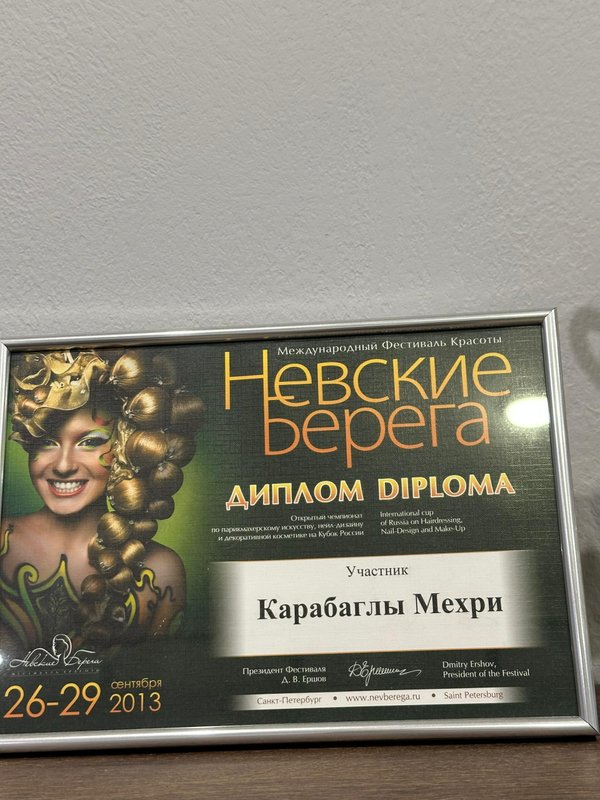 Международный Фестиваль Красоты
Невские
Берега
ДИПЛОМ DIPLOMA
Открытый чемпионат
по парикмахерскому искусству, нейл-дизайну
и декоративной косметике на Кубок России
International cup
of Russia on Hairdressing,
Nail-Design and Make-Up
Участник
Карабаглы Мехри
Невские Берега
ФЕСТИВАЛЬ КРАСОТЫ
26-29 сентября
2013
Президент Фестиваля
Д. В. Ершов
Dmitry Ershov,
President of the Festival
Санкт-Петербург • www.nevberega.ru • Saint Petersburg